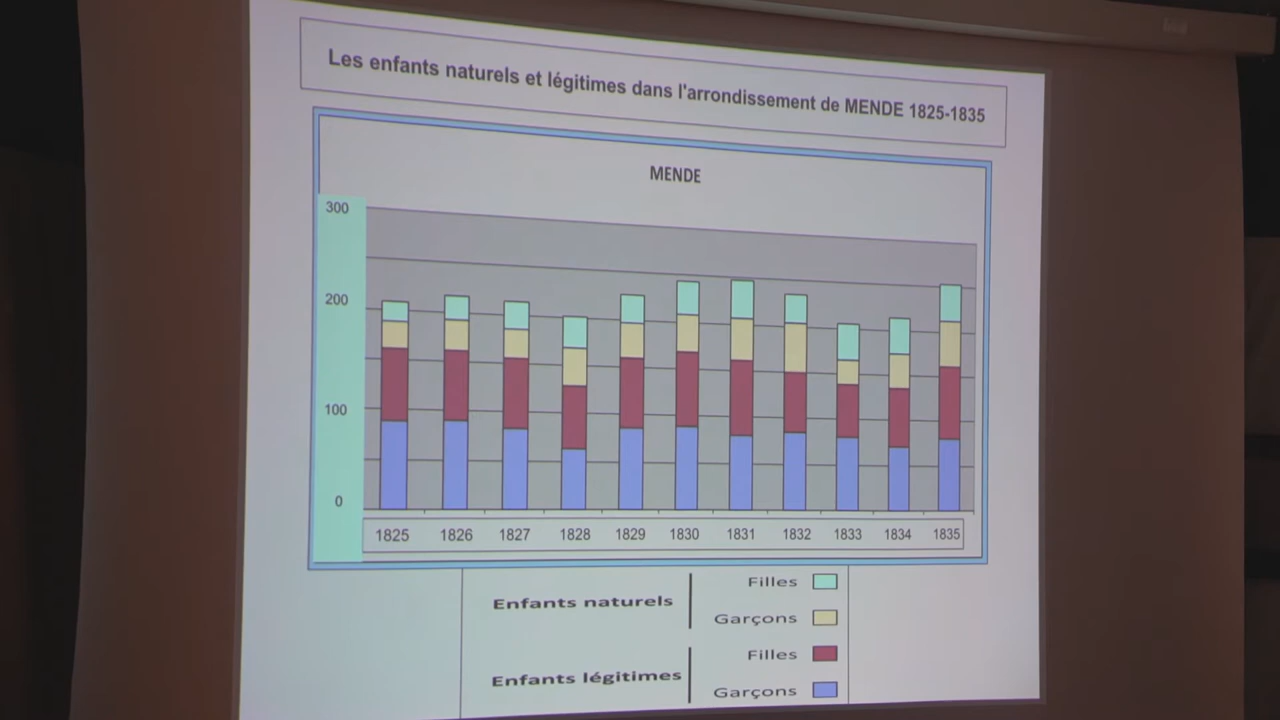 Les enfants naturels et légitimes dans l'arrondissement de MENDE 1825-1835
MENDE
300
200
100
0
1825 1826 1827 1828 1829 1830 1831 1832 1833 1834 1835
Enfants naturels
Filles
Garçons
Enfants légitimes
Filles
Garçons